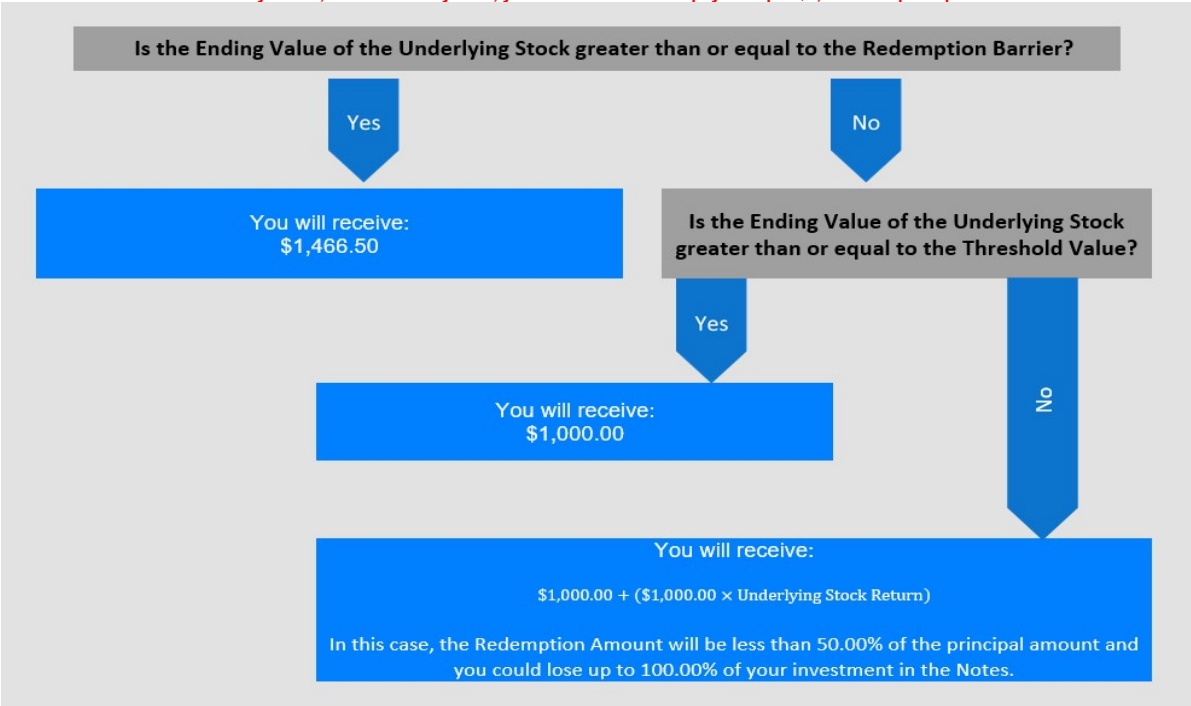 Is the Ending Value of the Underlying Stock greater than or equal to the Redemption Barrier?
Yes
No
You will receive:
$1,466.50
Is the Ending Value of the Underlying Stock
greater than or equal to the Threshold Value?
Yes
No
You will receive:
$1,000.00
You will receive:
$1,000.00 + ($1,000.00 × Underlying Stock Return)
In this case, the Redemption Amount will be less than 50.00% of the principal amount and
you could lose up to 100.00% of your investment in the Notes.